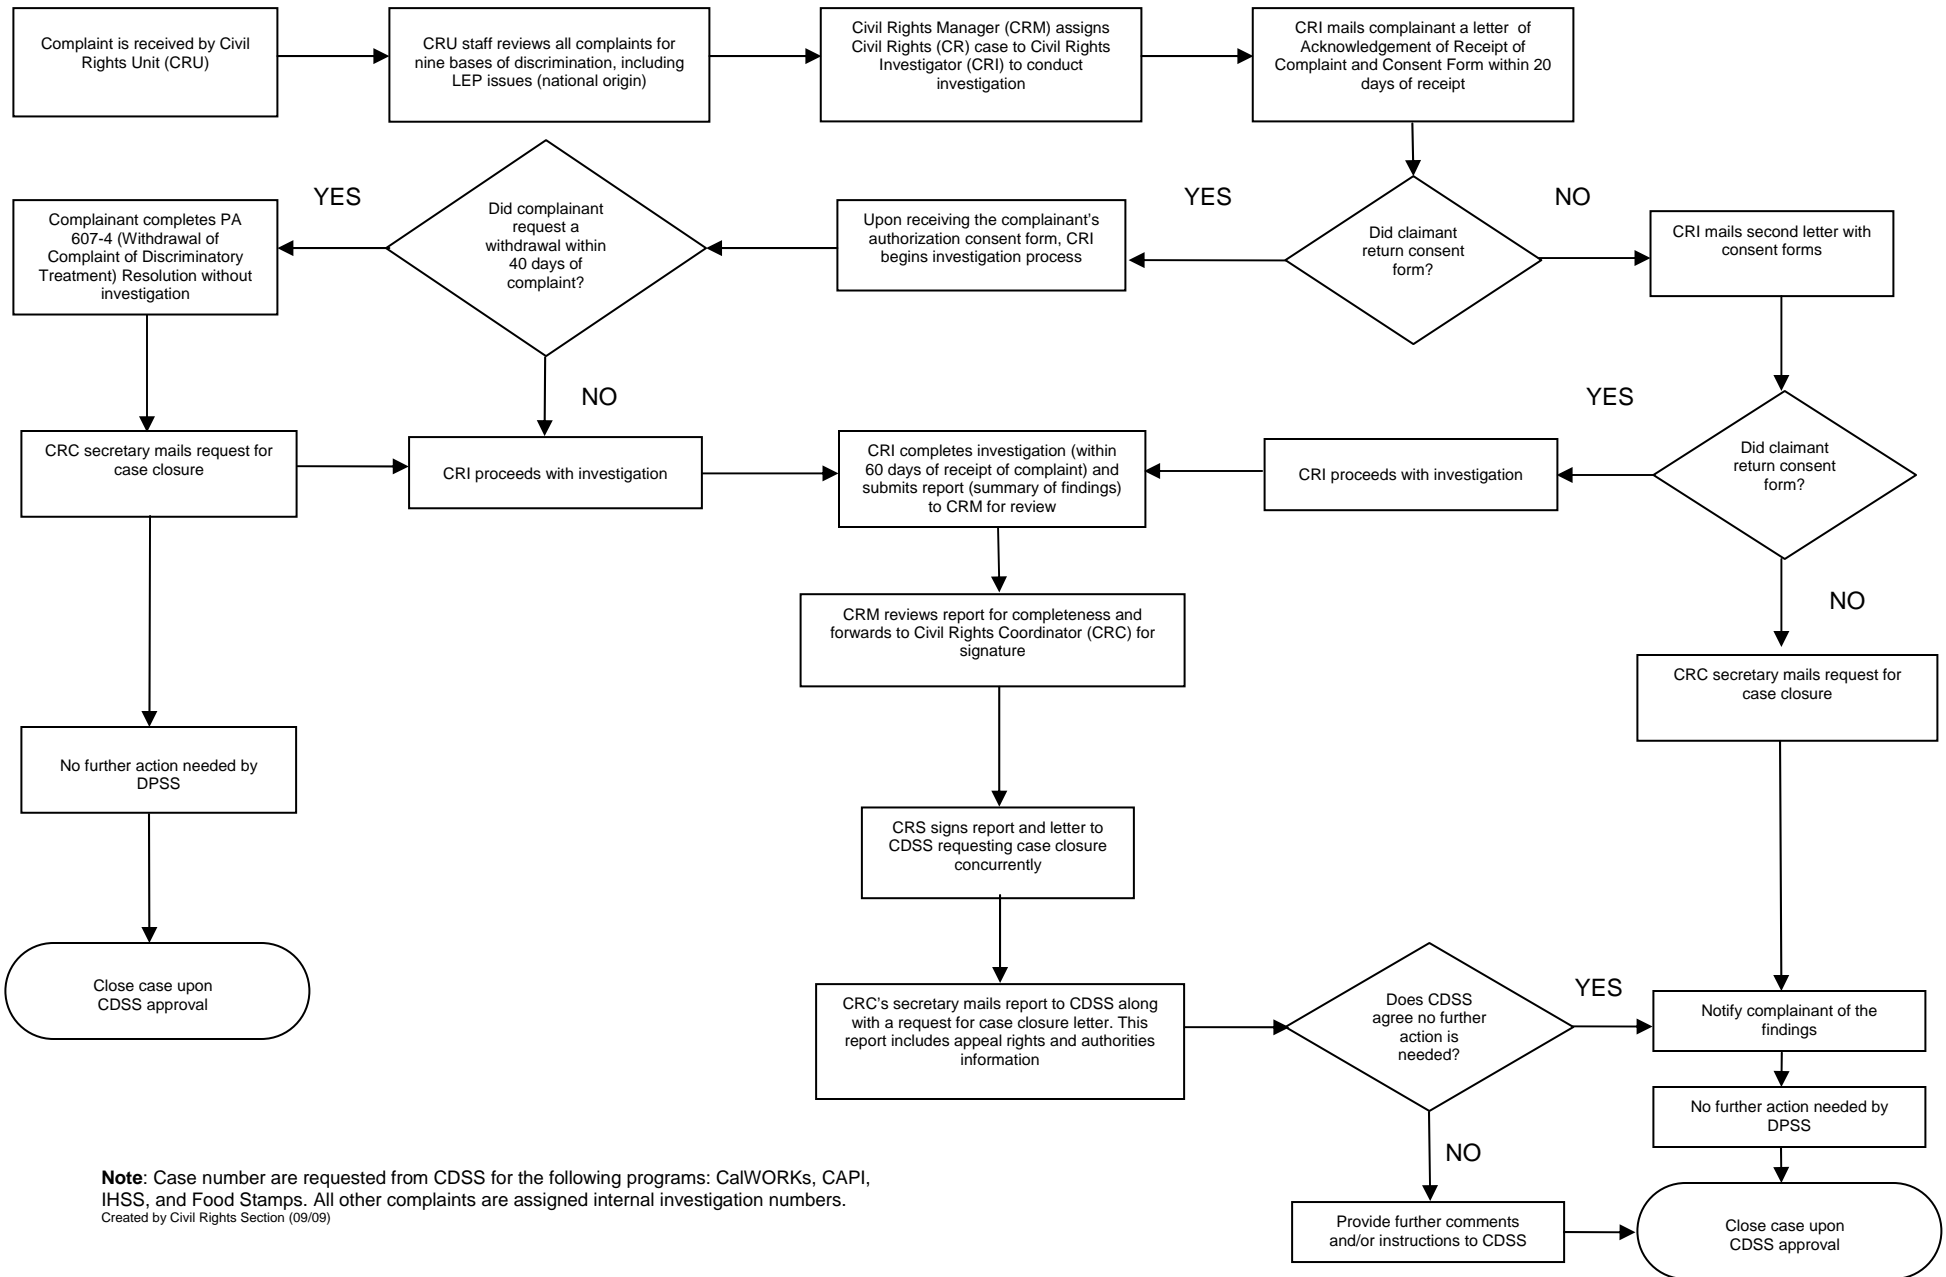 Complaint is received by Civil
Rights Unit (CRU)
CRU staff reviews all complaints for
nine bases of discrimination, including
LEP issues (national origin)
Civil Rights Manager (CRM) assigns
Civil Rights (CR) case to Civil Rights
Investigator (CRI) to conduct
investigation
CRI mails complainant a letter of
Acknowledgement of Receipt of
Complaint and Consent Form within 20
days of receipt
YES
Complainant completes PA
607-4 (Withdrawal of
Complaint of Discriminatory
Treatment) Resolution without
investigation
Did complainant
request a
withdrawal within
40 days of
complaint?
Upon receiving the complainant's
authorization consent form, CRI
begins investigation process
YES
Did claimant
return consent
form?
NO
CRI mails second letter with
consent forms
NO
YES
CRC secretary mails request for
case closure
CRI proceeds with investigation
CRI completes investigation (within
60 days of receipt of complaint) and
submits report (summary of findings)
to CRM for review
CRI proceeds with investigation
Did claimant
return consent
form?
CRM reviews report for completeness and
forwards to Civil Rights Coordinator (CRC) for
signature
NO
CRC secretary mails request for
case closure
No further action needed by
DPSS
CRS signs report and letter to
CDSS requesting case closure
concurrently
Close case upon
CDSS approval
CRC's secretary mails report to CDSS along
with a request for case closure letter. This
report includes appeal rights and authorities
information
Does CDSS
agree no further
action is
needed?
YES
Notify complainant of the
findings
No further action needed by
DPSS
NO
Note: Case number are requested from CDSS for the following programs: CalWORKs, CAPI,
IHSS, and Food Stamps. All other complaints are assigned internal investigation numbers.
Created by Civil Rights Section (09/09)
Provide further comments
and/or instructions to CDSS
Close case upon
CDSS approval